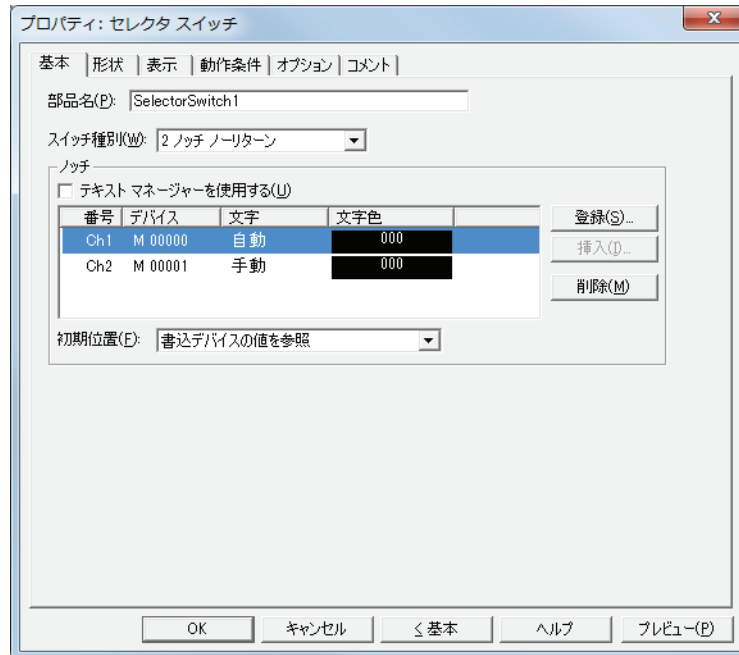 プロパティ: セレクタ スイッチ
x
基本 形状 表示 動作条件 オプション コメント
部品名(P): SelectorSwitch1
スイッチ種別(W): 2 ノッチ ノーリターン
ノッチ
テキスト マネージャーを使用する(U)
番号 デバイス 文字 文字色
Ch1 M 00000 自動 000
Ch2 M 00001 手動 000
登録(S)...
挿入(I)...
削除(M)
初期位置(F): 書込デバイスの値を参照
OK キャンセル < 基本 ヘルプ プレビュー(P)